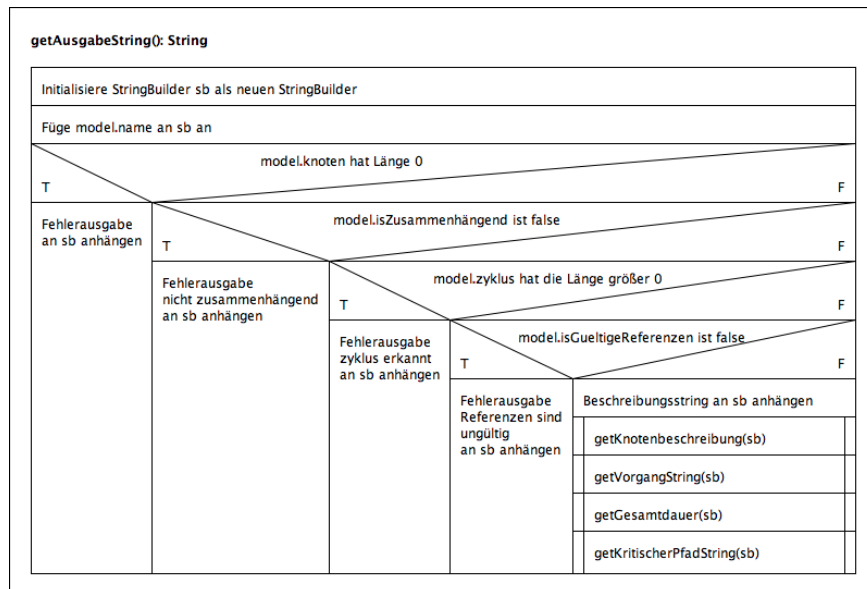 getAusgabeString(): String
Initialisiere StringBuilder sb als neuen StringBuilder
Füge model.name an sb an
model.knoten hat Länge 0
T
F
Fehlerausgabe
an sb anhängen
model.isZusammenhängend ist false
T
F
Fehlerausgabe
nicht zusammenhängend
an sb anhängen
model.zyklus hat die Länge größer 0
T
F
Fehlerausgabe
zyklus erkannt
an sb anhängen
model.isGueltigeReferenzen ist false
T
F
Fehlerausgabe
Referenzen sind
ungültig
an sb anhängen
Beschreibungsstring an sb anhängen
getKnotenbeschreibung(sb)
getVorgangString(sb)
getGesamtdauer(sb)
getKritischerPfadString(sb)